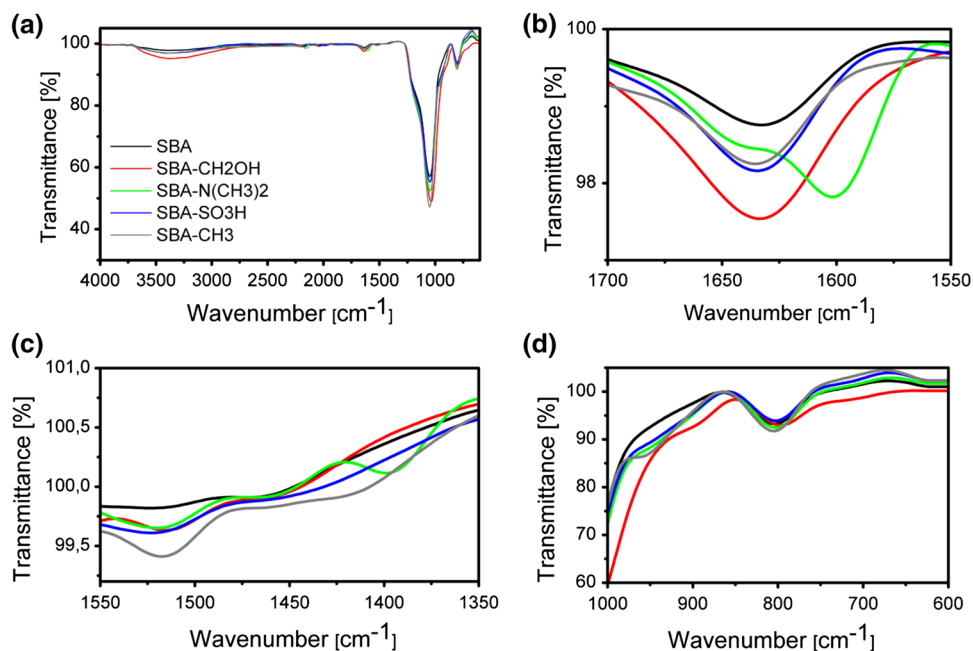 (a)
Transmittance [%]
100
80
60
40
SBA
SBA-CH2OH
SBA-N(CH3)2
SBA-SO3H
SBA-CH3
4000 3500 3000 2500 2000 1500 1000
Wavenumber [cm-1]
(b)
Transmittance [%]
100
98
1700 1650 1600 1550
Wavenumber [cm-1]
(c)
Transmittance [%]
101,0
100,5
100,0
99,5
1550 1500 1450 1400 1350
Wavenumber [cm-1]
(d)
Transmittance [%]
100
90
80
70
60
1000 900 800 700 600
Wavenumber [cm-1]